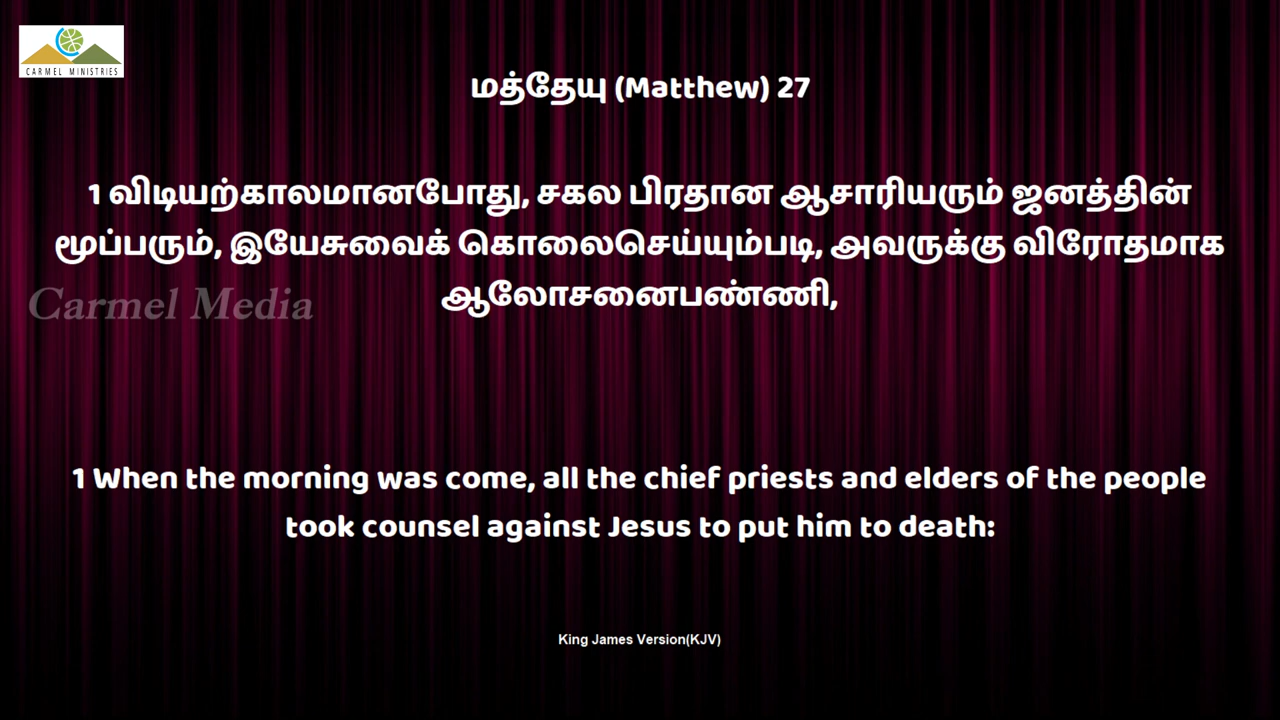 CARMEL MINISTRIES
மத்தேயு (Matthew) 27
1 விடியற்காலமானபோது, சகல பிரதான ஆசாரியரும் ஜனத்தின்
மூப்பரும், இயேசுவைக் கொலைசெய்யும்படி, அவருக்கு விரோதமாக
ஆலோசனைபண்ணி,
Carmel Media
1 When the morning was come, all the chief priests and elders of the people
took counsel against Jesus to put him to death:
King James Version(KJV)